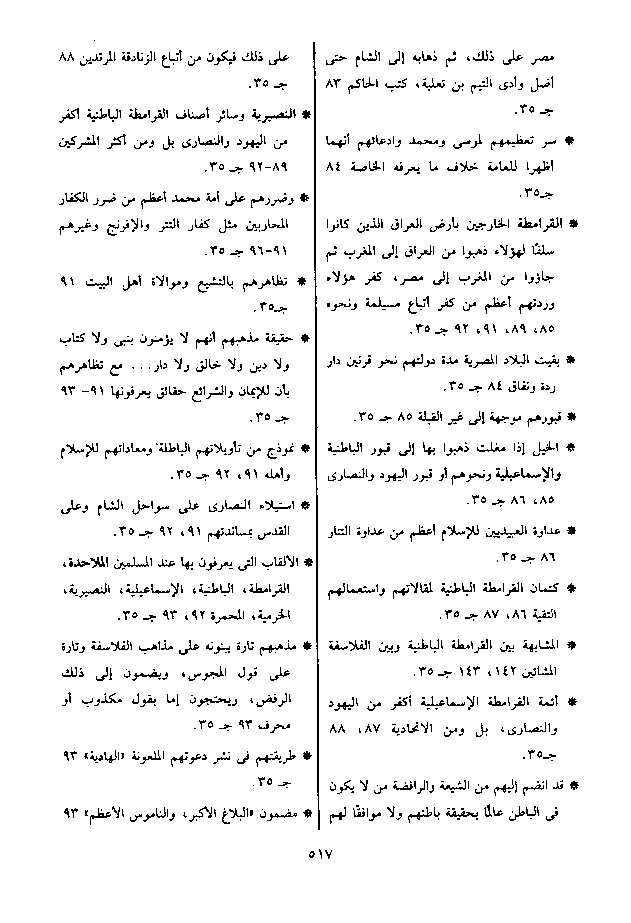 مصر على ذلك، ثم ذهابه إلى الشام حتى
أضل وأدى التيم بن تعلية، كتب الحاكم ٨٣
جـ ٣٥.
* سر تعظيمهم لموسى ومحمد وادعائهم أنهما
أظهرا للعامة خلاف ما يعرفه الخاصة ٨٤
جـ٣٥.
* القرامطة الخارجين بأرض العراق الذين كانوا
سلفًا لهؤلاء ذهبوا من العراق إلى المغرب ثم
جاؤوا من المغرب إلى مصر، كفر هؤلاء
وردتهم أعظم من كفر أتباع مسيلمة ونحوه
٨٥، ٨٩، ٩١، ٩٢ جـ ٣٥.
* بقيت البلاد المصرية مدة دولتهم نحو قرنين دار
ردة ونفاق ٨٤ جـ ٣٥.
* قبورهم موجهة إلى غير القبلة ٨٥ جـ ٣٥.
* الخيل إذا مغلت ذهبوا بها إلى قبور الباطنية
والإسماعيلية ونحوهم أو قبور اليهود والنصارى
٨٥، ٨٦ جـ ٣٥.
* عداوة العبيديين للإسلام أعظم من عداوة التتار
٨٦ جـ ٣٥.
* كتمان القرامطة الباطنية لمقالاتهم واستعمالهم
التقية ٨٦، ٨٧ جـ ٣٥.
* المشابهة بين القرامطة الباطنية وبين الفلاسفة
المشائين ١٤٢، ١٤٣ جـ ٣٥.
* أئمة القرامطة الإسماعيلية أكفر من اليهود
والنصارى، بل ومن الاتحادية ٨٧، ٨٨
جـ٣٥.
* قد انضم إليهم من الشيعة والرافضة من لا يكون
فى الباطن عالمًا بحقيقة باطنهم ولا موافقًا لهم
على ذلك فيكون من أتباع الزنادقة المرتدين ٨٨
جـ ٣٥.
* النصيرية وسائر أصناف القرامطة الباطنية أكفر
من اليهود والنصارى بل ومن أكثر المشركين
٨٩-٩٢ جـ ٣٥.
* وضررهم على أمة محمد أعظم من ضرر الكفار
المحاربين مثل كفار التتر والإفرنج وغيرهم
٩١-٩٦ جـ ٣٥.
* تظاهرهم بالتشيع وموالاة أهل البيت ٩١
جـ٣٥.
* حقيقة مذهبهم أنهم لا يؤمنون بنبى ولا كتاب
ولا دين ولا خالق ولا دار... مع تظاهرهم
بأن للإيمان والشرائع حقائق يعرفونها ٩١- ٩٣
جـ ٣٥.
* نموذج من تأويلاتهم الباطلة ومعاداتهم للإسلام
وأهله ٩١، ٩٢ جـ ٣٥.
* استيلاء النصارى على سواحل الشام وعلى
القدس بمساندتهم ٩١، ٩٢ جـ ٣٥.
* الألقاب التى يعرفون بها عند المسلمين الملاحدة،
القرامطة، الباطنية، الإسماعيلية، النصيرية،
الخرمية، المحمرة ٩٢، ٩٣ جـ ٣٥.
* مذهبهم تارة يبنونه على مذاهب الفلاسفة وتارة
على قول المجوس، ويضمون إلى ذلك
الرفض، ويحتجون إما بقول مكذوب أو
محرف ٩٣ جـ ٣٥.
* طريقتهم فى نشر دعوتهم الملعونة «الهادية» ٩٣
جـ ٣٥.
* مضمون «البلاغ الأكبر، والناموس الأعظم» ٩٣
٥١٧